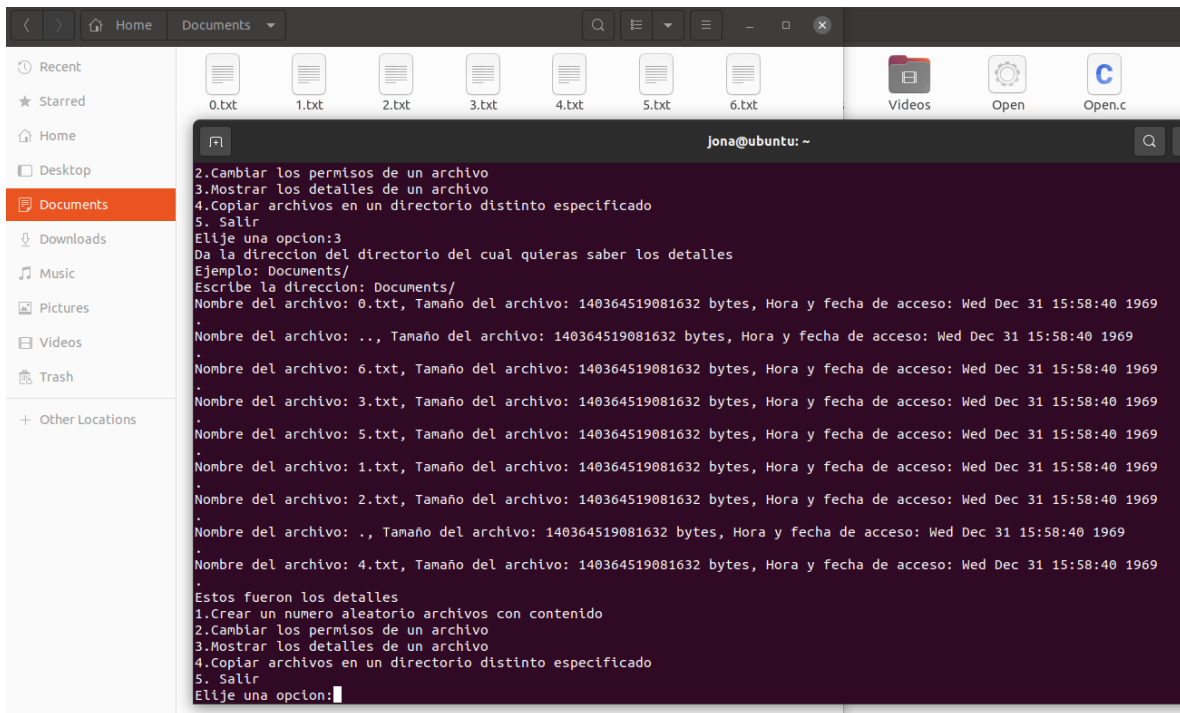 Home Documents
Recent
Starred
Home
Desktop
Documents
Downloads
Music
Pictures
Videos
Trash
+ Other Locations
0.txt 1.txt 2.txt 3.txt 4.txt 5.txt 6.txt
Videos Open Open.c
jona@ubuntu: ~
2.Cambiar los permisos de un archivo
3.Mostrar los detalles de un archivo
4.Copiar archivos en un directorio distinto especificado
5. Salir
Elije una opcion:3
Da la direccion del directorio del cual quieras saber los detalles
Ejemplo: Documents/
Escribe la direccion: Documents/
Nombre del archivo: 0.txt, Tamaño del archivo: 140364519081632 bytes, Hora y fecha de acceso: Wed Dec 31 15:58:40 1969
.
Nombre del archivo: .., Tamaño del archivo: 140364519081632 bytes, Hora y fecha de acceso: Wed Dec 31 15:58:40 1969
.
Nombre del archivo: 6.txt, Tamaño del archivo: 140364519081632 bytes, Hora y fecha de acceso: Wed Dec 31 15:58:40 1969
.
Nombre del archivo: 3.txt, Tamaño del archivo: 140364519081632 bytes, Hora y fecha de acceso: Wed Dec 31 15:58:40 1969
.
Nombre del archivo: 5.txt, Tamaño del archivo: 140364519081632 bytes, Hora y fecha de acceso: Wed Dec 31 15:58:40 1969
.
Nombre del archivo: 1.txt, Tamaño del archivo: 140364519081632 bytes, Hora y fecha de acceso: Wed Dec 31 15:58:40 1969
.
Nombre del archivo: 2.txt, Tamaño del archivo: 140364519081632 bytes, Hora y fecha de acceso: Wed Dec 31 15:58:40 1969
.
Nombre del archivo: ., Tamaño del archivo: 140364519081632 bytes, Hora y fecha de acceso: Wed Dec 31 15:58:40 1969
.
Nombre del archivo: 4.txt, Tamaño del archivo: 140364519081632 bytes, Hora y fecha de acceso: Wed Dec 31 15:58:40 1969
.
Estos fueron los detalles
1.Crear un numero aleatorio archivos con contenido
2.Cambiar los permisos de un archivo
3.Mostrar los detalles de un archivo
4.Copiar archivos en un directorio distinto especificado
5. Salir
Elije una opcion: